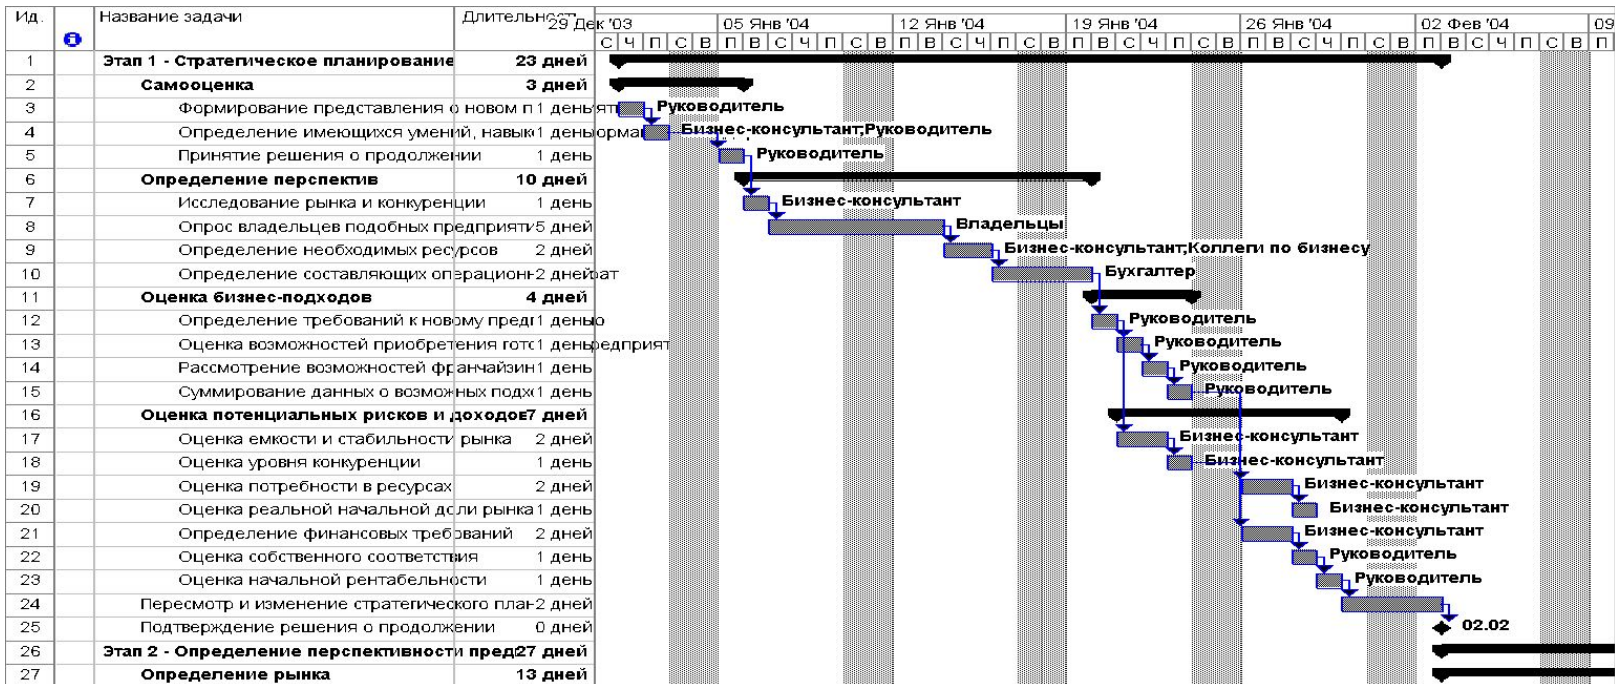 Ид. Название задачи Длительность 29 Дек '03 05 Янв '04 12 Янв '04 19 Янв '04 26 Янв '04 02 Фев '04 09
С Ч П С В П В С Ч П С В П В С Ч П С В П В С Ч П С В П В С Ч П С В П В С Ч П С В П
1 Этап 1 - Стратегическое планирование 23 дней
2 Самооценка 3 дней
3 Формирование представления о новом п 1 день Руководитель
4 Определение имеющихся умений, навык 1 день Бизнес-консультант;Руководитель
5 Принятие решения о продолжении 1 день Руководитель
6 Определение перспектив 10 дней
7 Исследование рынка и конкуренции 1 день Бизнес-консультант
8 Опрос владельцев подобных предприяти 5 дней Владельцы
9 Определение необходимых ресурсов 2 дней Бизнес-консультант;Коллеги по бизнесу
10 Определение составляющих операционн 2 дней Бухгалтер
11 Оценка бизнес-подходов 4 дней
12 Определение требований к новому предп 1 день Руководитель
13 Оценка возможностей приобретения гото 1 день Руководитель
14 Рассмотрение возможностей франчайзин 1 день Руководитель
15 Суммирование данных о возможных подх 1 день Руководитель
16 Оценка потенциальных рисков и доходов 7 дней
17 Оценка емкости и стабильности рынка 2 дней Бизнес-консультант
18 Оценка уровня конкуренции 1 день Бизнес-консультант
19 Оценка потребности в ресурсах 2 дней Бизнес-консультант
20 Оценка реальной начальной доли рынка 1 день Бизнес-консультант
21 Определение финансовых требований 2 дней Бизнес-консультант
22 Оценка собственного соответствия 1 день Руководитель
23 Оценка начальной рентабельности 1 день Руководитель
24 Пересмотр и изменение стратегического план 2 дней
25 Подтверждение решения о продолжении 0 дней 02.02
26 Этап 2 - Определение перспективности пред 27 дней
27 Определение рынка 13 дней